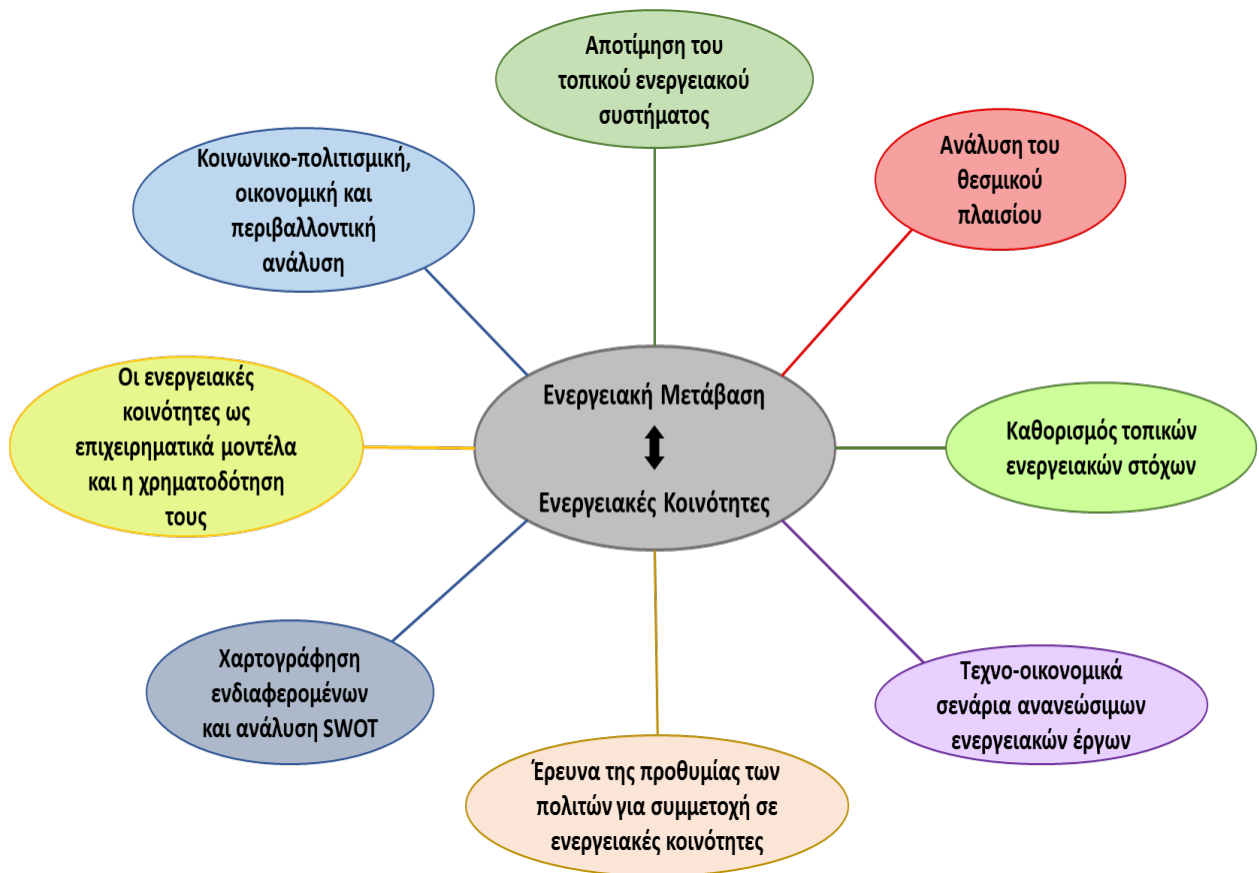 Αποτίμηση του
τοπικού ενεργειακού
συστήματος
Ανάλυση του
θεσμικού
πλαισίου
Κοινωνικο-πολιτισμική,
οικονομική και
περιβαλλοντική
ανάλυση
Ενεργειακή Μετάβαση
Ενεργειακές Κοινότητες
Οι ενεργειακές
κοινότητες ως
επιχειρηματικά μοντέλα
και η χρηματοδότηση
τους
Καθορισμός τοπικών
ενεργειακών στόχων
Χαρτογράφηση
ενδιαφερομένων
και ανάλυση SWOT
Τεχνο-οικονομικά
σενάρια ανανεώσιμων
ενεργειακών έργων
Έρευνα της προθυμίας των
πολιτών για συμμετοχή σε
ενεργειακές κοινότητες